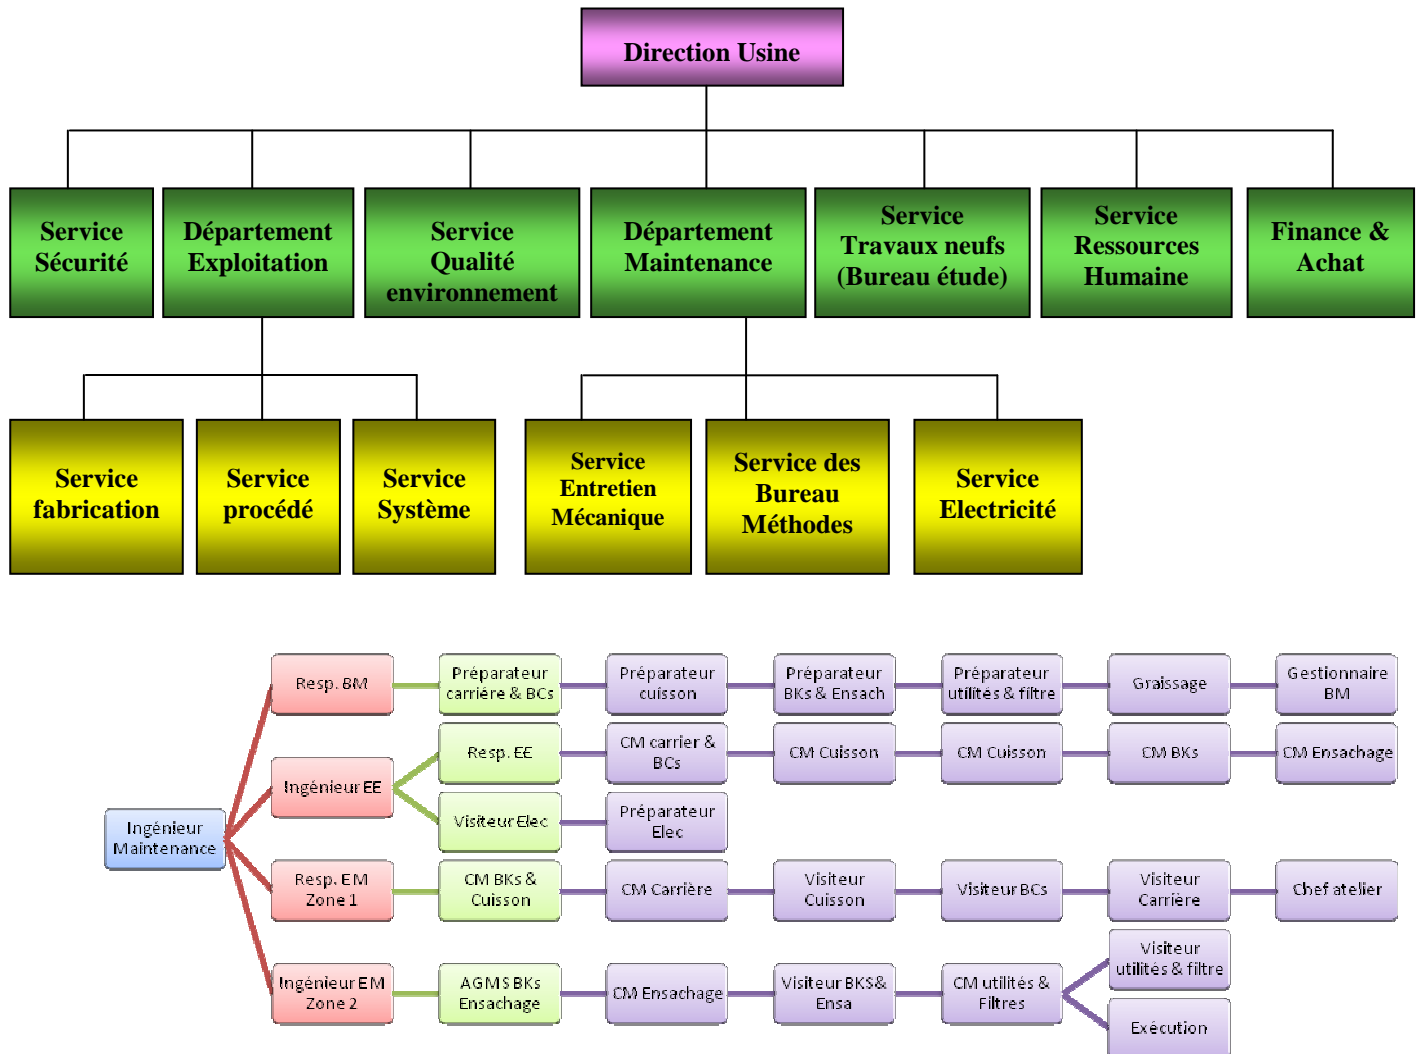 Direction Usine
Service
Sécurité
Département
Exploitation
Service
Qualité
environnement
Département
Maintenance
Service
Travaux neufs
(Bureau étude)
Service
Ressources
Humaine
Finance &
Achat
Service
fabrication
Service
procédé
Service
Système
Service
Entretien
Mécanique
Service des
Bureau
Méthodes
Service
Electricité
Ingénieur
Maintenance
Resp. BM
Préparateur
carrière & BCs
Préparateur
cuisson
Préparateur
BKs & Ensach
Préparateur
utilités & filtre
Graissage
Gestionnaire
BM
Ingénieur EE
Resp. EE
CM carrier &
BCs
CM Cuisson
CM Cuisson
CM BKs
CM Ensachage
Visiteur Elec
Préparateur
Elec
Resp. EM
Zone 1
CM BKs &
Cuisson
CM Carrière
Visiteur
Cuisson
Visiteur BCs
Visiteur
Carrière
Chef atelier
Ingénieur EM
Zone 2
AGMS BKs
Ensachage
CM Ensachage
Visiteur BKS&
Ensa
CM utilités &
Filtres
Visiteur
utilités & filtre
Exécution